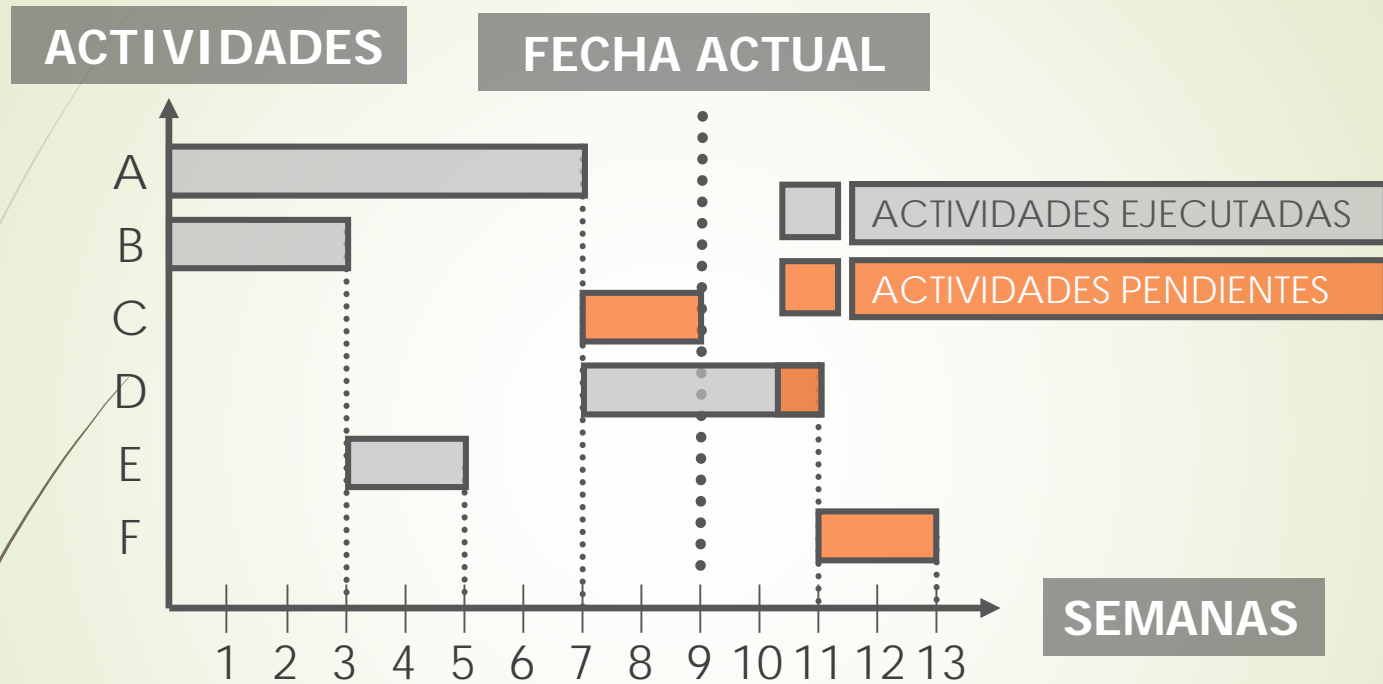 ACTIVIDADES
FECHA ACTUAL
A
B
C
D
E
F
ACTIVIDADES EJECUTADAS
ACTIVIDADES PENDIENTES
SEMANAS
1 2 3 4 5 6 7 8 9 10 11 12 13